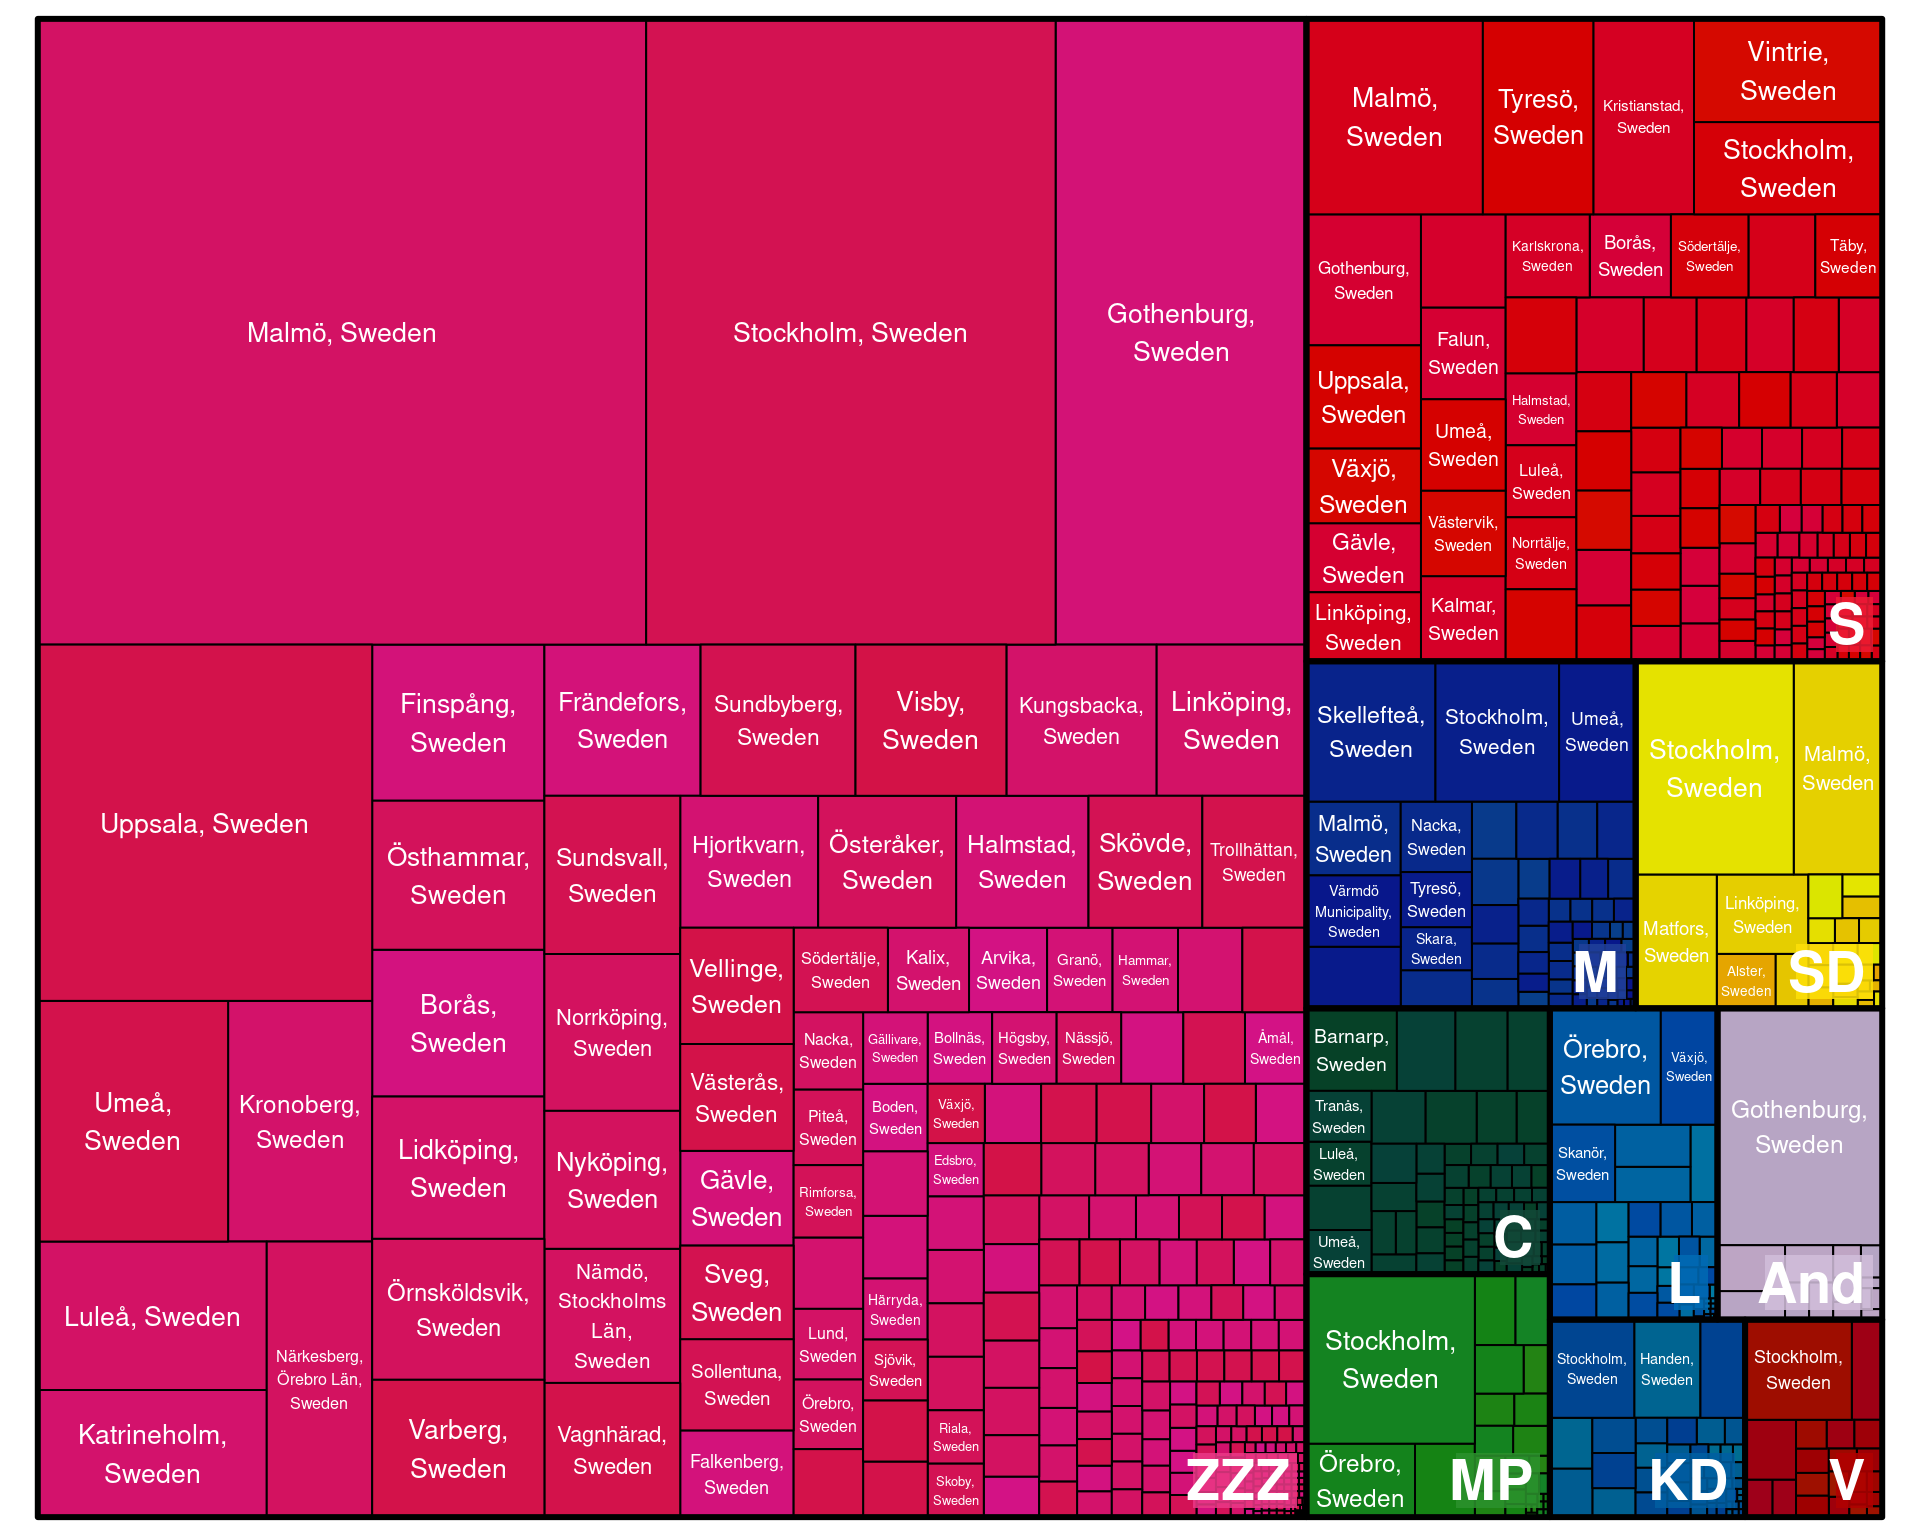 Malmö, Sweden
Stockholm, Sweden
Gothenburg,
Sweden
Uppsala, Sweden
Finspång,
Sweden
Frändefors,
Sweden
Sundbyberg,
Sweden
Visby,
Sweden
Kungsbacka,
Sweden
Linköping,
Sweden
Östhammar,
Sweden
Sundsvall,
Sweden
Hjortkvarn,
Sweden
Österåker,
Sweden
Halmstad,
Sweden
Skövde,
Sweden
Trollhättan,
Sweden
Borås,
Sweden
Norrköping,
Sweden
Vellinge,
Sweden
Södertälje,
Sweden
Kalix,
Sweden
Arvika,
Sweden
Granö,
Sweden
Hammar,
Sweden
Umeå,
Sweden
Kronoberg,
Sweden
Lidköping,
Sweden
Nyköping,
Sweden
Västerås,
Sweden
Nacka,
Sweden
Gällivare,
Sweden
Bollnäs,
Sweden
Högsby,
Sweden
Nässjö,
Sweden
Åmål,
Sweden
Piteå,
Sweden
Boden,
Sweden
Växjö,
Sweden
Gävle,
Sweden
Rimforsa,
Sweden
Edsbro,
Sweden
Luleå, Sweden
Närkesberg,
Örebro Län,
Sweden
Örnsköldsvik,
Sweden
Nämdö,
Stockholms
Län,
Sweden
Sveg,
Sweden
Härryda,
Sweden
Sollentuna,
Sweden
Lund,
Sweden
Sjövik,
Sweden
Katrineholm,
Sweden
Varberg,
Sweden
Vagnhärad,
Sweden
Falkenberg,
Sweden
Örebro,
Sweden
Riala,
Sweden
Skoby,
Sweden
ZZZ
Malmö,
Sweden
Tyresö,
Sweden
Kristianstad,
Sweden
Vintrie,
Sweden
Stockholm,
Sweden
Gothenburg,
Sweden
Karlskrona,
Sweden
Borås,
Sweden
Södertälje,
Sweden
Täby,
Sweden
Uppsala,
Sweden
Falun,
Sweden
Halmstad,
Sweden
Växjö,
Sweden
Umeå,
Sweden
Luleå,
Sweden
Gävle,
Sweden
Västervik,
Sweden
Norrtälje,
Sweden
Linköping,
Sweden
Kalmar,
Sweden
S
Skellefteå,
Sweden
Stockholm,
Sweden
Umeå,
Sweden
Malmö,
Sweden
Nacka,
Sweden
Värmdö
Municipality,
Sweden
Tyresö,
Sweden
Skara,
Sweden
M
Stockholm,
Sweden
Malmö,
Sweden
Matfors,
Sweden
Linköping,
Sweden
Alster,
Sweden
SD
Barnarp,
Sweden
Tranås,
Sweden
Luleå,
Sweden
Umeå,
Sweden
C
Örebro,
Sweden
Växjö,
Sweden
Skanör,
Sweden
L
Gothenburg,
Sweden
And
Stockholm,
Sweden
Örebro,
Sweden
MP
Stockholm,
Sweden
Handen,
Sweden
KD
Stockholm,
Sweden
V